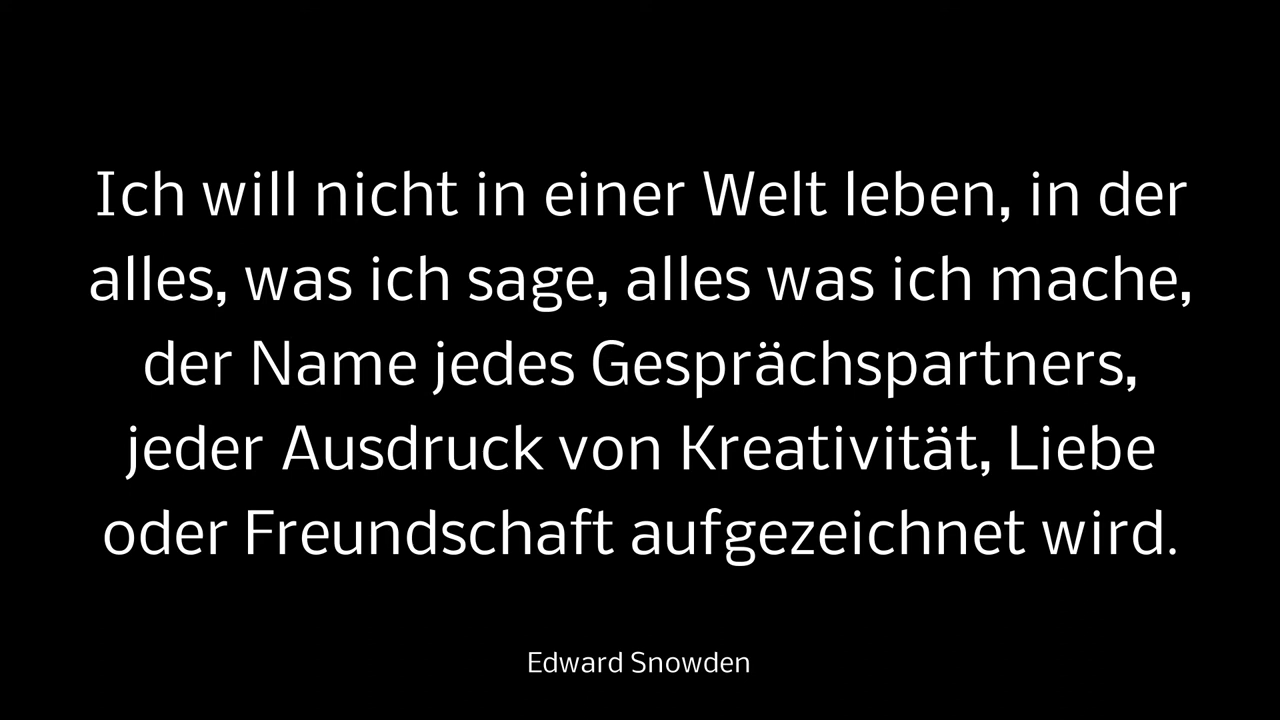 Ich will nicht in einer Welt leben, in der
alles, was ich sage, alles was ich mache,
der Name jedes Gesprächspartners,
jeder Ausdruck von Kreativität, Liebe
oder Freundschaft aufgezeichnet wird.
Edward Snowden